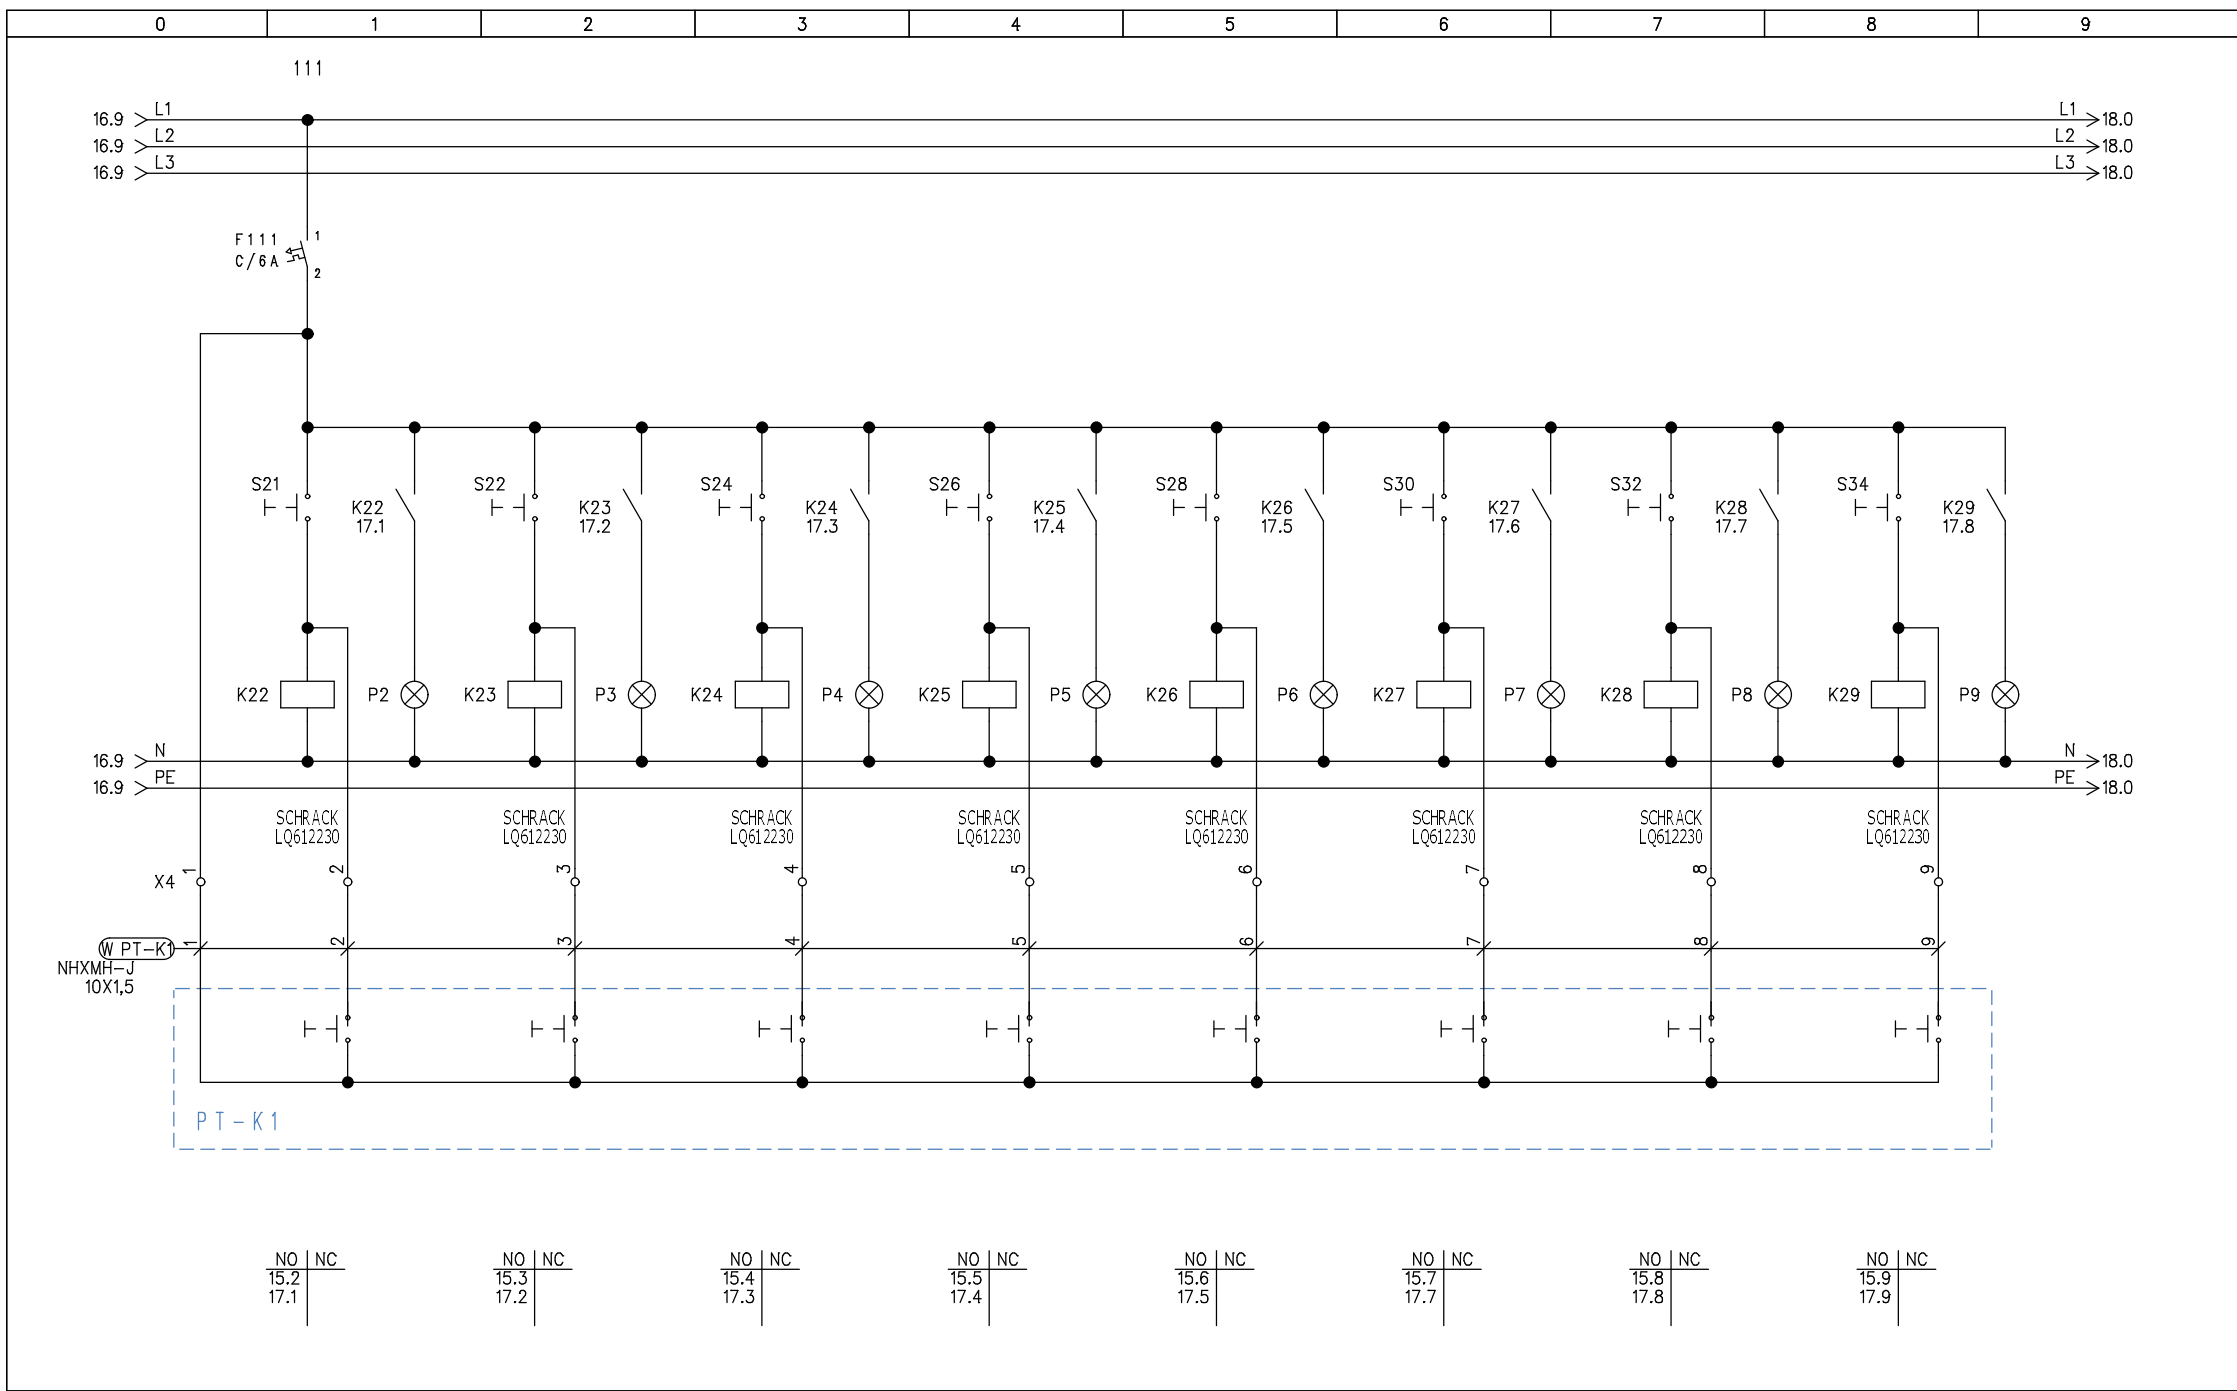 0 1 2 3 4 5 6 7 8 9
111
16.9 L1 L1 18.0
16.9 L2 L2 18.0
16.9 L3 L3 18.0
F111 1
C/6A 2
S21 K22 S22 K23 S24 K24 S26 K25 S28 K26 S30 K27 S32 K28 S34 K29
17.1 17.2 17.3 17.4 17.5 17.6 17.7 17.8
K22 P2 K23 P3 K24 P4 K25 P5 K26 P6 K27 P7 K28 P8 K29 P9
16.9 N N 18.0
16.9 PE PE 18.0
SCHRACK SCHRACK SCHRACK SCHRACK SCHRACK SCHRACK SCHRACK SCHRACK
LQ612230 LQ612230 LQ612230 LQ612230 LQ612230 LQ612230 LQ612230 LQ612230
X4 1 2 3 4 5 6 7 8 9
W PT-K1 1 2 3 4 5 6 7 8 9
NHXMH-J
10X1,5
PT-K1
NO NC NO NC NO NC NO NC NO NC NO NC NO NC NO NC
15.2 15.3 15.4 15.5 15.6 15.7 15.8 15.9
17.1 17.2 17.3 17.4 17.5 17.7 17.8 17.9